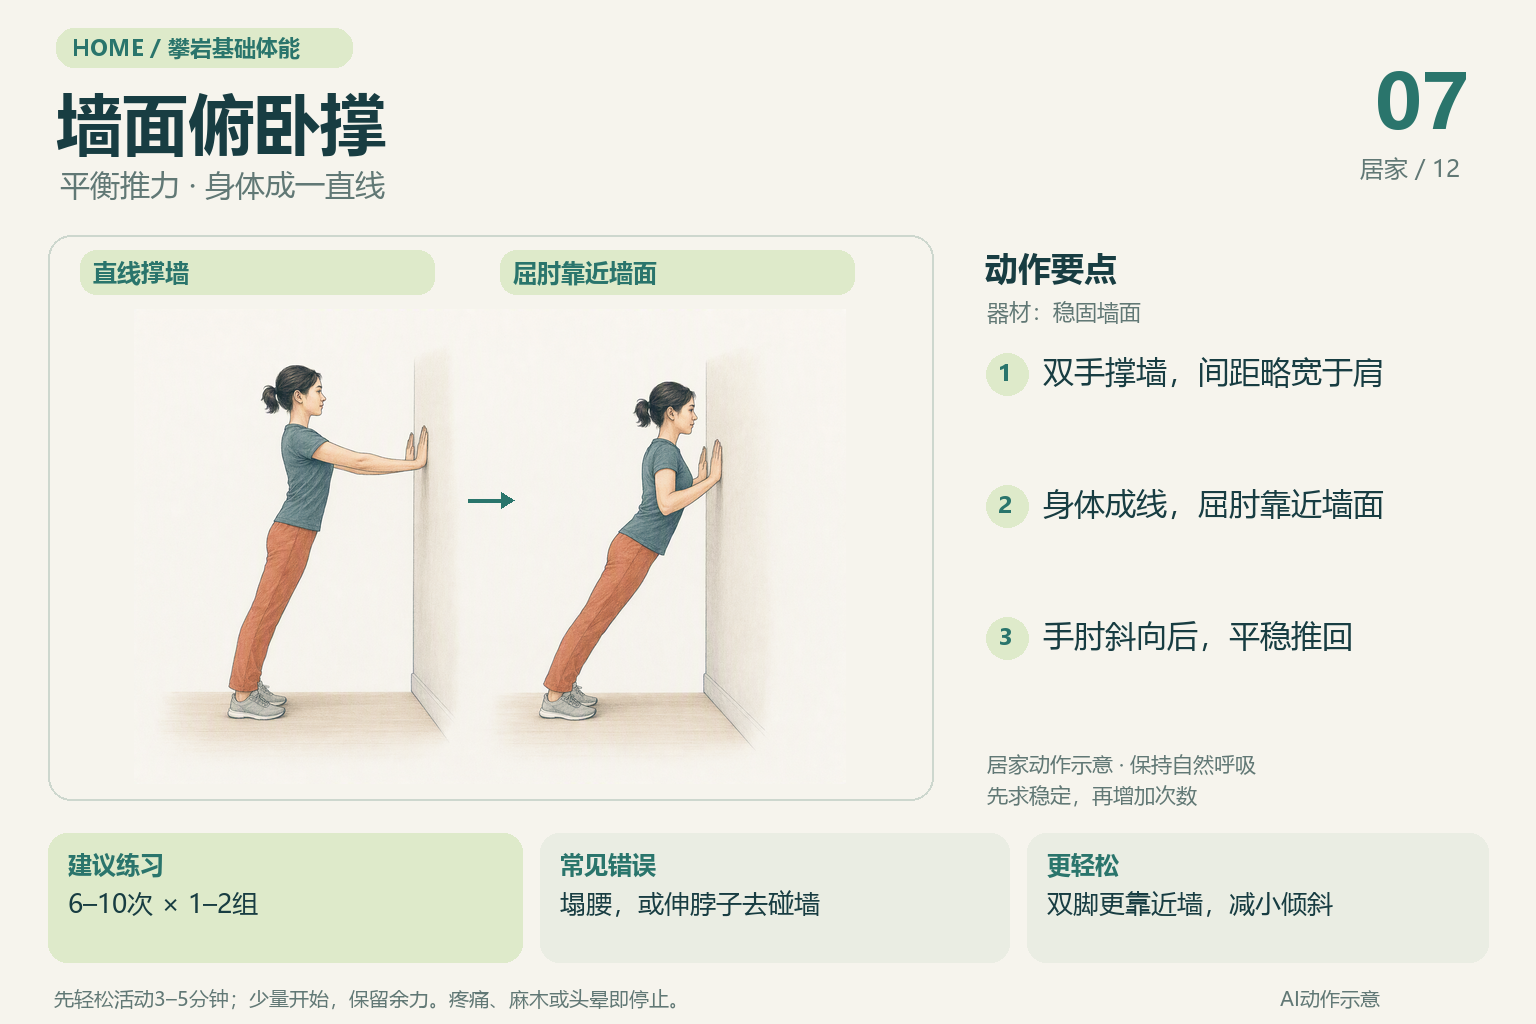 HOME / 攀岩基础体能
墙面俯卧撑
平衡推力 · 身体成一直线
07
居家 / 12
直线撑墙
屈肘靠近墙面
动作要点
器材：稳固墙面
1 双手撑墙，间距略宽于肩
2 身体成线，屈肘靠近墙面
3 手肘斜向后，平稳推回
居家动作示意 · 保持自然呼吸
先求稳定，再增加次数
建议练习
6–10次 × 1–2组
常见错误
塌腰，或伸脖子去碰墙
更轻松
双脚更靠近墙，减小倾斜
先轻松活动3–5分钟；少量开始，保留余力。疼痛、麻木或头晕即停止。
AI动作示意